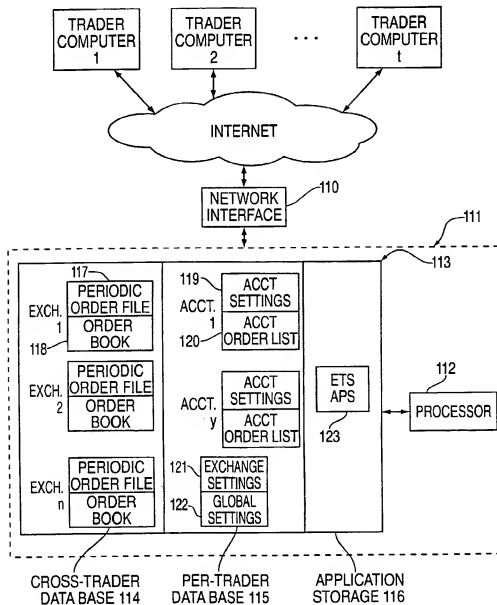 TRADER
COMPUTER
1
TRADER
COMPUTER
2
...
TRADER
COMPUTER
t
INTERNET
NETWORK
INTERFACE
110
111
113
EXCH.
1
117
PERIODIC
ORDER FILE
ORDER
BOOK
118
EXCH.
2
PERIODIC
ORDER FILE
ORDER
BOOK
EXCH.
n
PERIODIC
ORDER FILE
ORDER
BOOK
ACCT.
1
119
ACCT
SETTINGS
120
ACCT
ORDER LIST
ACCT.
y
ACCT
SETTINGS
ACCT
ORDER LIST
121
EXCHANGE
SETTINGS
122
GLOBAL
SETTINGS
ETS
APS
123
112
PROCESSOR
CROSS-TRADER
DATA BASE 114
PER-TRADER
DATA BASE 115
APPLICATION
STORAGE 116